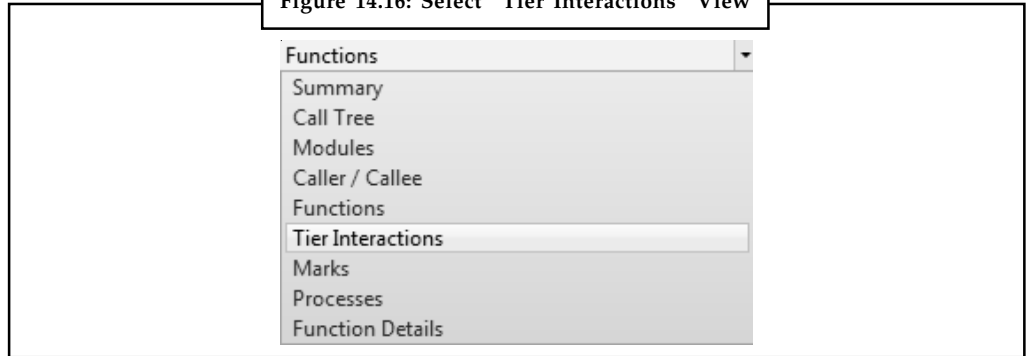 Figure 14.16: Select "Tier Interactions" View
Functions
Summary
Call Tree
Modules
Caller / Callee
Functions
Tier Interactions
Marks
Processes
Function Details